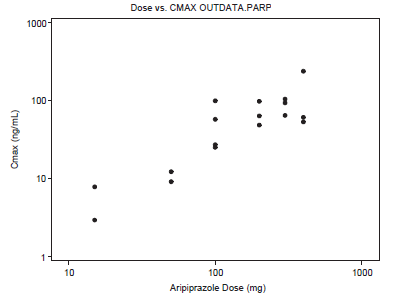 Dose vs. CMAX OUTDATA.PARP
1000
100
10
1
Cmax (ng/mL)
10 100 1000
Aripiprazole Dose (mg)